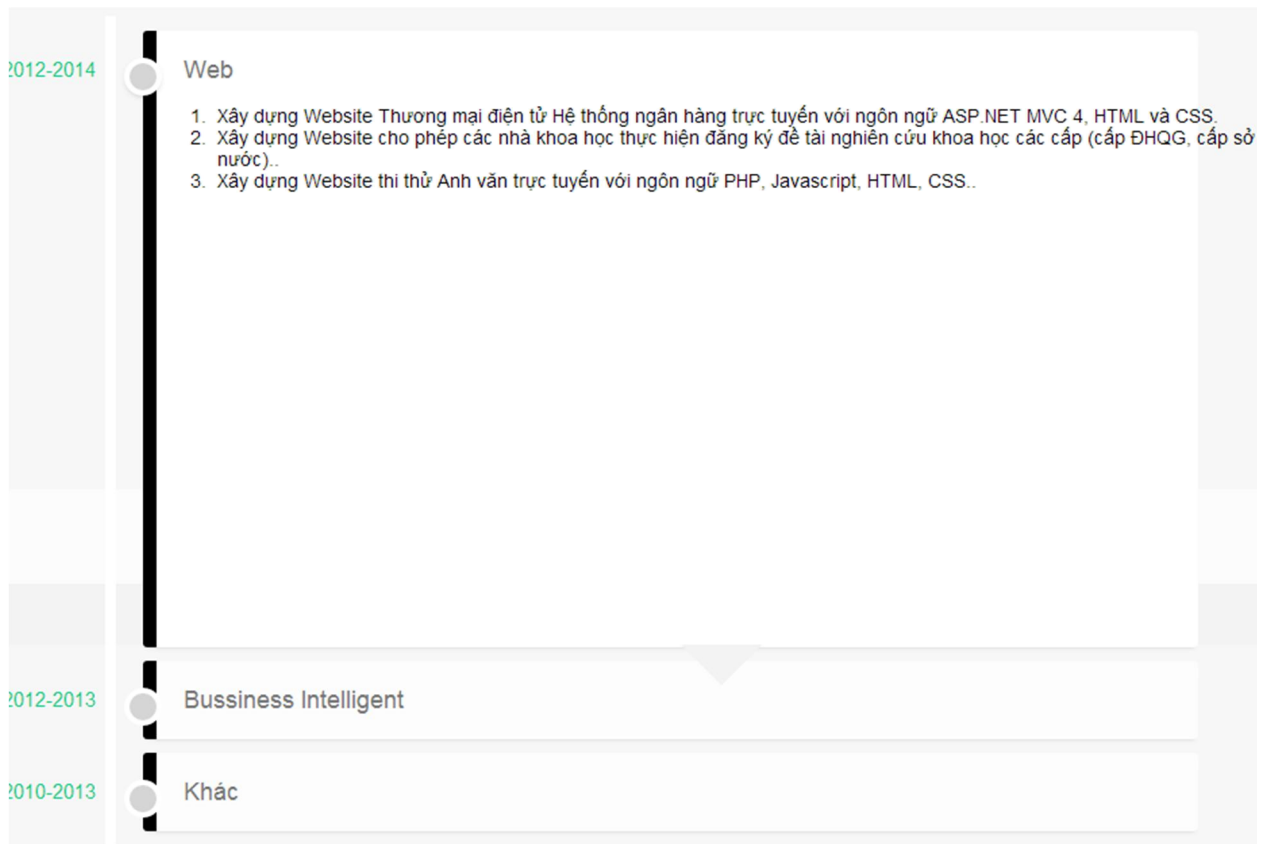 2012-2014
Web
1. Xây dựng Website Thương mại điện tử Hệ thống ngân hàng trực tuyến với ngôn ngữ ASP.NET MVC 4, HTML và CSS.
2. Xây dựng Website cho phép các nhà khoa học thực hiện đăng ký đề tài nghiên cứu khoa học các cấp (cấp ĐHQG, cấp sở
nước)..
3. Xây dựng Website thi thử Anh văn trực tuyến với ngôn ngữ PHP, Javascript, HTML, CSS..
2012-2013
Bussiness Intelligent
2010-2013
Khác